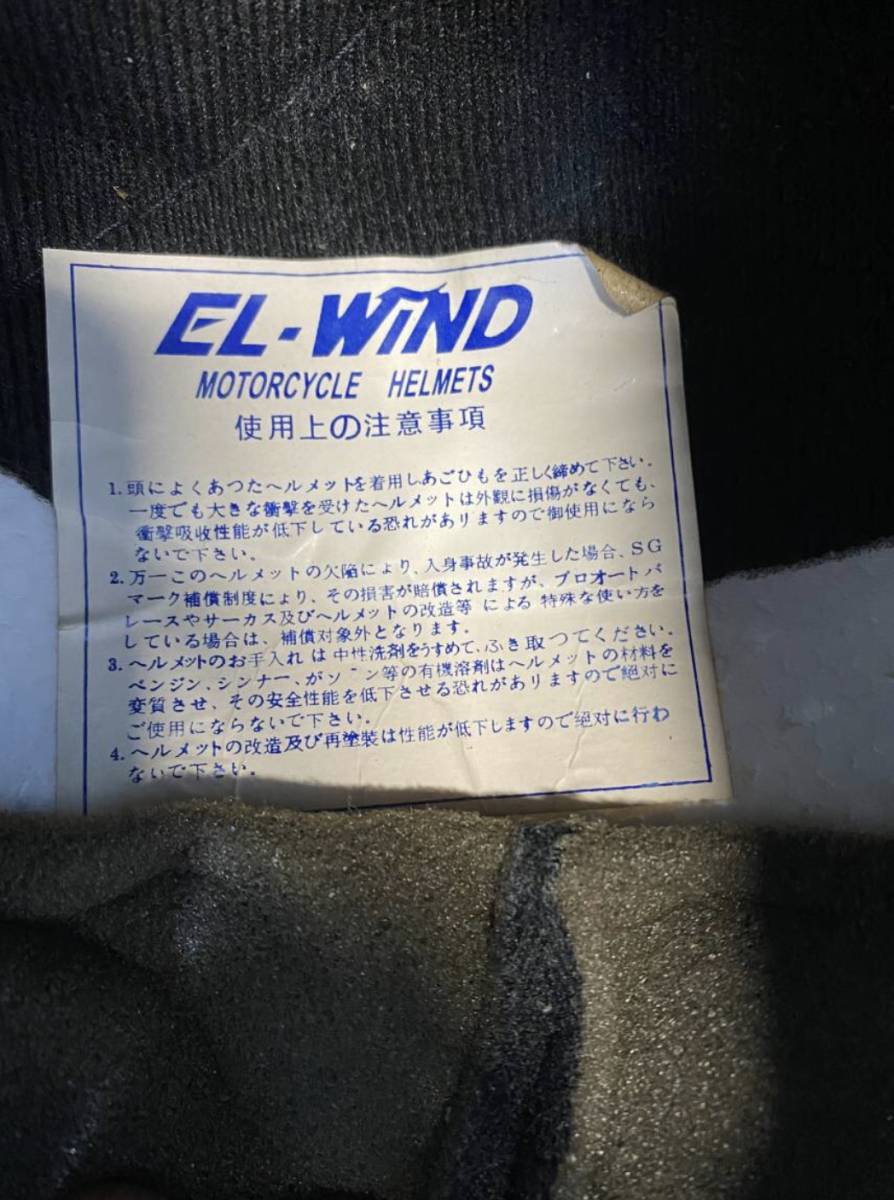 EL-WIND
MOTORCYCLE HELMETS
使用上の注意事項
1. 頭によくあつたヘルメットを着用しあごひもを正しく締めて下さい。
一度でも大きな衝撃を受けたヘルメットは外観に損傷がなくても、
衝撃吸収性能が低下している恐れがありますので御使用になら
ないで下さい。
2. 万一このヘルメットの欠陥により、入身事故が発生した場合、SG
マーク補償制度により、その損害が賠償されますが、プロオートバ
レースやサーカス及びヘルメットの改造等 による 特殊な使い方を
している場合は、補償対象外となります。
3. ヘルメットのお手入れ は 中性洗剤をうすめて、ふき取つてください。
ベンジン、シンナー、ガソ ン等の有機溶剤はヘルメットの材料を
変質させ、その安全性能を低下させる恐れがありますので絶対に
ご使用にならないで下さい。
4. ヘルメットの改造及び再塗装は性能が低下しますので絶対に行わ
ないで下さい。